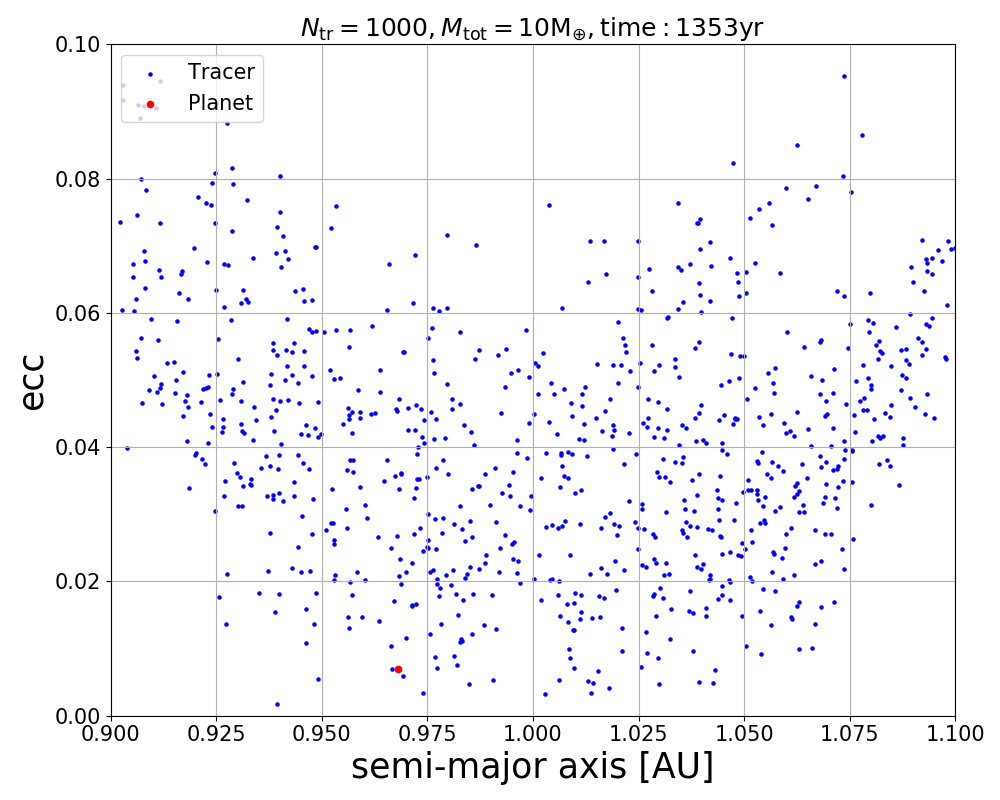 N_tr = 1000, M_tot = 10M_⊕, time : 1353yr
Tracer
Planet
ecc
0.10
0.08
0.06
0.04
0.02
0.00
0.900 0.925 0.950 0.975 1.000 1.025 1.050 1.075 1.100
semi-major axis [AU]